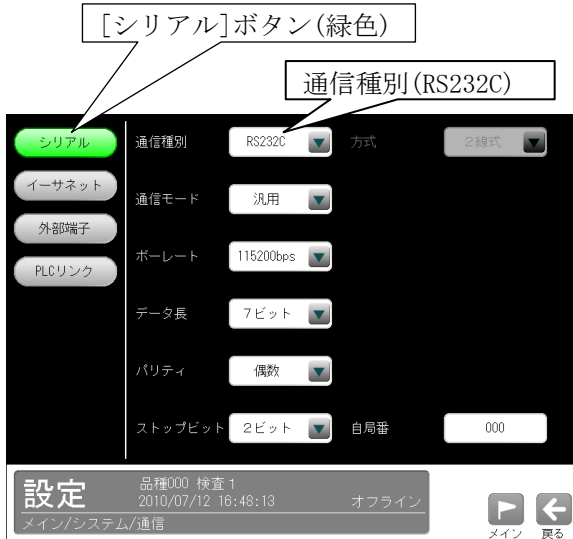 [シリアル]ボタン(緑色)
通信種別(RS232C)
シリアル
イーサネット
外部端子
PLCリンク
通信種別 RS232C 方式 2線式
通信モード 汎用
ボーレート 115200bps
データ長 7ビット
パリティ 偶数
ストップビット 2ビット 自局番 000
設定
品種000 検査1
2010/07/12 16:48:13 オフライン
メイン/システム/通信
メイン 戻る